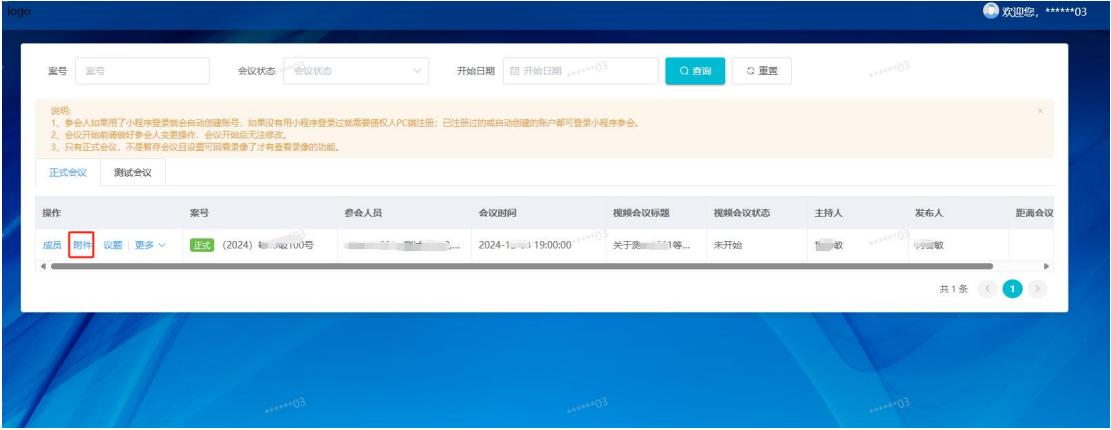 logo
欢迎您，******03
案号 案号 会议状态 会议状态 开始日期 开始日期 查询 重置
说明:
1、参会人如果用了小程序登录就会自动创建账号，如果没有用小程序登录过就需要债权人PC端注册；已注册过的或自动创建的账户都可登录小程序参会。
2、会议开始前请做好参会人变更操作，会议开始后无法修改。
3、只有正式会议，不是暂存会议且设置可回看录像了才有查看录像的功能。
正式会议 测试会议
操作 案号 参会人员 会议时间 视频会议标题 视频会议状态 主持人 发布人 距离会议
成员 附件 议题 更多 正式 （2024） 100号 2024-1 19:00:00 关于 等... 未开始 敏 敏
共 1 条 1
******03
******03
******03